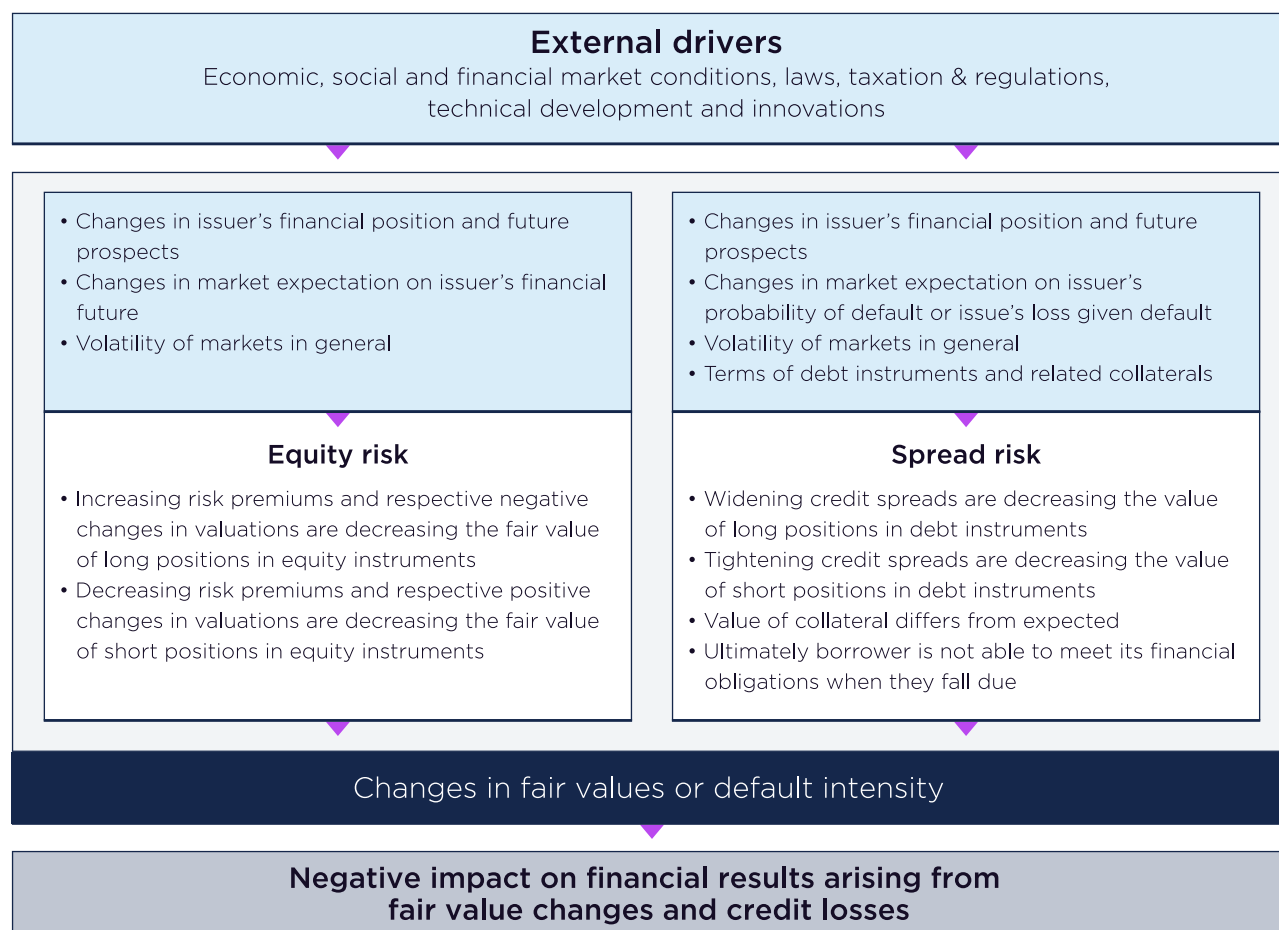 External drivers
Economic, social and financial market conditions, laws, taxation & regulations,
technical development and innovations
• Changes in issuer’s financial position and future
prospects
• Changes in market expectation on issuer’s financial
future
• Volatility of markets in general
• Changes in issuer’s financial position and future
prospects
• Changes in market expectation on issuer’s
probability of default or issue’s loss given default
• Volatility of markets in general
• Terms of debt instruments and related collaterals
Equity risk
• Increasing risk premiums and respective negative
changes in valuations are decreasing the fair value
of long positions in equity instruments
• Decreasing risk premiums and respective positive
changes in valuations are decreasing the fair value
of short positions in equity instruments
Spread risk
• Widening credit spreads are decreasing the value
of long positions in debt instruments
• Tightening credit spreads are decreasing the value
of short positions in debt instruments
• Value of collateral differs from expected
• Ultimately borrower is not able to meet its financial
obligations when they fall due
Changes in fair values or default intensity
Negative impact on financial results arising from
fair value changes and credit losses